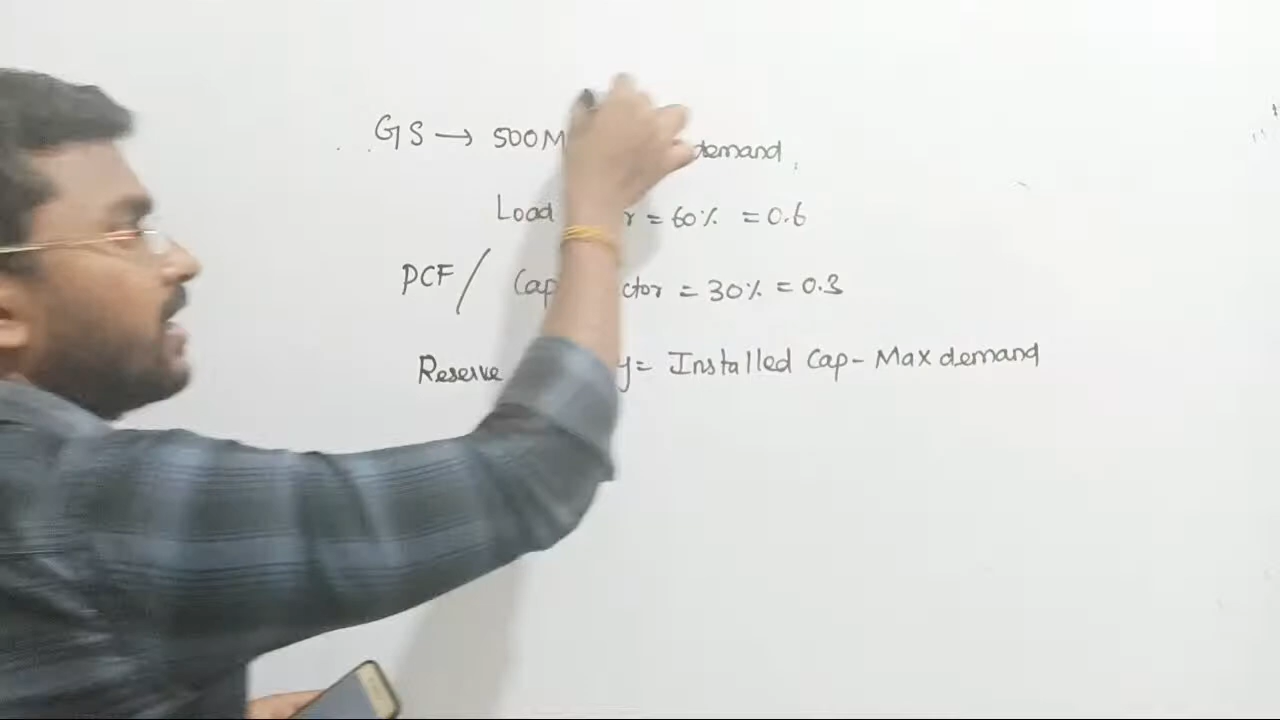 GS → 500M demand
Load = 60% = 0.6
PCF / Cap ctor = 30% = 0.3
Reserve y = Installed Cap - Max demand